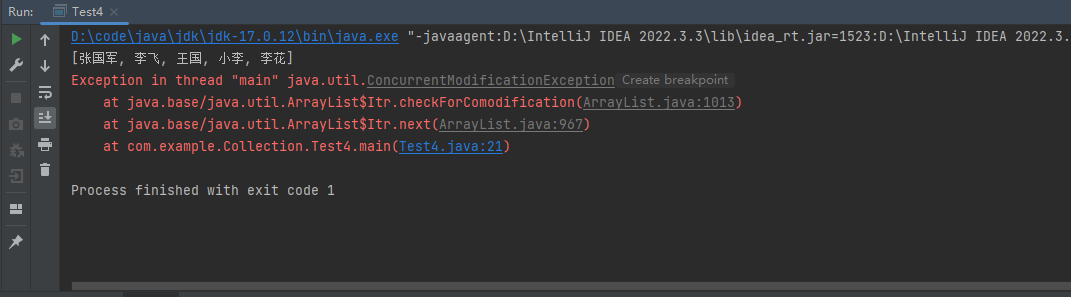 Run: Test4
D:\code\java\jdk\jdk-17.0.12\bin\java.exe "-javaagent:D:\IntelliJ IDEA 2022.3.3\lib\idea_rt.jar=1523:D:\IntelliJ IDEA 2022.3.
[张国军, 李飞, 王国, 小李, 李花]
Exception in thread "main" java.util.ConcurrentModificationException Create breakpoint
at java.base/java.util.ArrayList$Itr.checkForComodification(ArrayList.java:1013)
at java.base/java.util.ArrayList$Itr.next(ArrayList.java:967)
at com.example.Collection.Test4.main(Test4.java:21)
Process finished with exit code 1